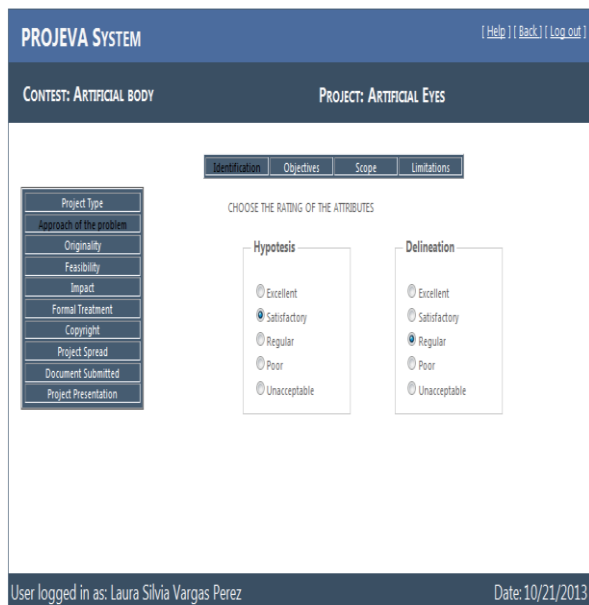 PROJEVA SYSTEM
[ Help ] [ Back ] [ Log out ]
CONTEST: ARTIFICIAL BODY
PROJECT: ARTIFICIAL EYES
Identification Objectives Scope Limitations
Project Type
Approach of the problem
Originality
Feasibility
Impact
Formal Treatment
Copyright
Project Spread
Document Submitted
Project Presentation
CHOOSE THE RATING OF THE ATTRIBUTES
Hypotesis
Excellent
Satisfactory
Regular
Poor
Unacceptable
Delineation
Excellent
Satisfactory
Regular
Poor
Unacceptable
User logged in as: Laura Silvia Vargas Perez
Date: 10/21/2013